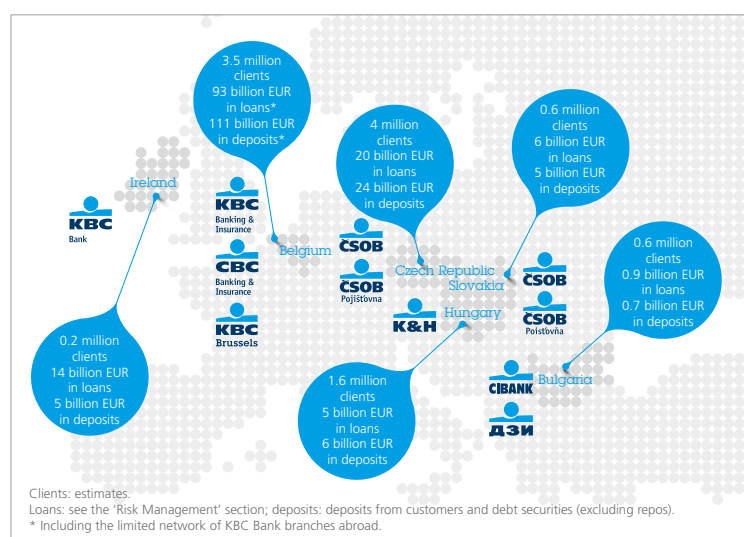 3.5 million
clients
93 billion EUR
in loans*
111 billion EUR
in deposits*
4 million
clients
20 billion EUR
in loans
24 billion EUR
in deposits
0.6 million
clients
6 billion EUR
in loans
5 billion EUR
in deposits
Ireland
KBC
Bank
KBC
Banking &
Insurance
CBC
Banking &
Insurance
KBC
Brussels
Belgium
ČSOB
ČSOB
Pojišťovna
Czech Republic
Slovakia
ČSOB
ČSOB
Poisťovňa
K&H
Hungary
0.6 million
clients
0.9 billion EUR
in loans
0.7 billion EUR
in deposits
0.2 million
clients
14 billion EUR
in loans
5 billion EUR
in deposits
1.6 million
clients
5 billion EUR
in loans
6 billion EUR
in deposits
CIBANK
Bulgaria
ДЗИ
Clients: estimates.
Loans: see the ‘Risk Management’ section; deposits: deposits from customers and debt securities (excluding repos).
* Including the limited network of KBC Bank branches abroad.